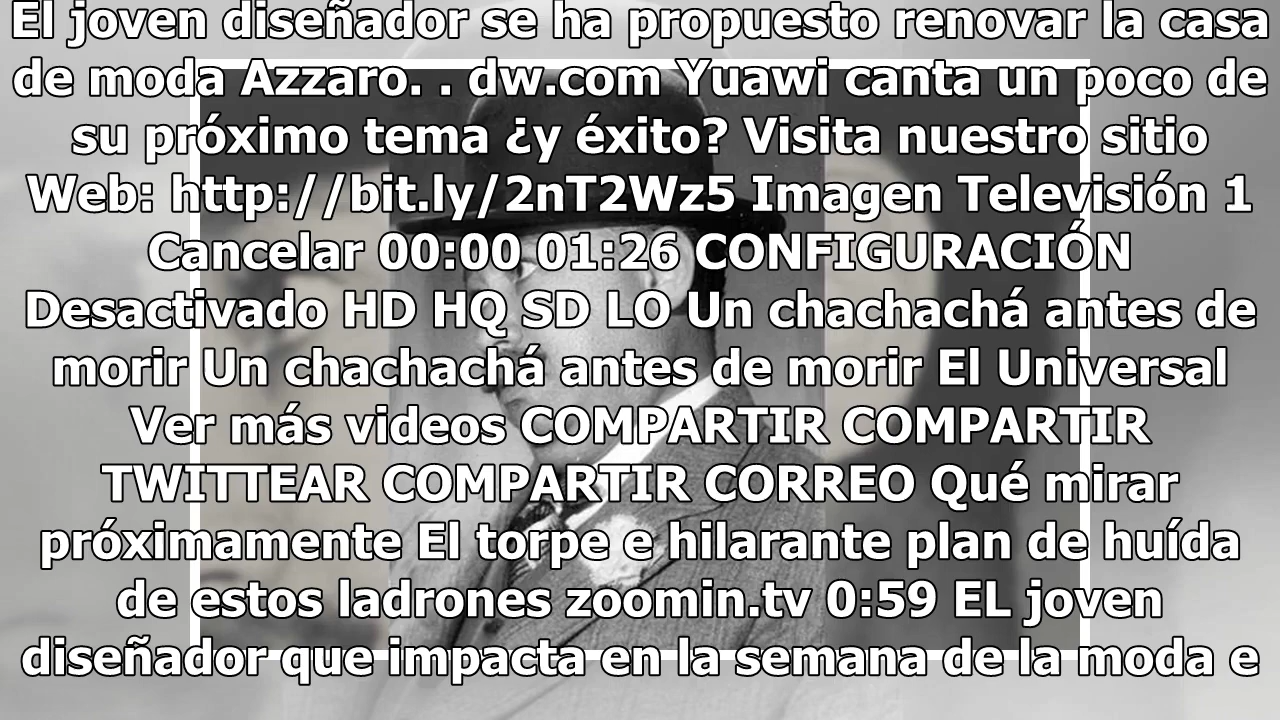 El joven diseñador se ha propuesto renovar la casa
de moda Azzaro. . dw.com Yuawi canta un poco de
su próximo tema ¿y éxito? Visita nuestro sitio
Web: http://bit.ly/2nT2Wz5 Imagen Televisión 1
Cancelar 00:00 01:26 CONFIGURACIÓN
Desactivado HD HQ SD LO Un chachachá antes de
morir Un chachachá antes de morir El Universal
Ver más videos COMPARTIR COMPARTIR
TWITTEAR COMPARTIR CORREO Qué mirar
próximamente El torpe e hilarante plan de huída
de estos ladrones zoomin.tv 0:59 EL joven
diseñador que impacta en la semana de la moda e